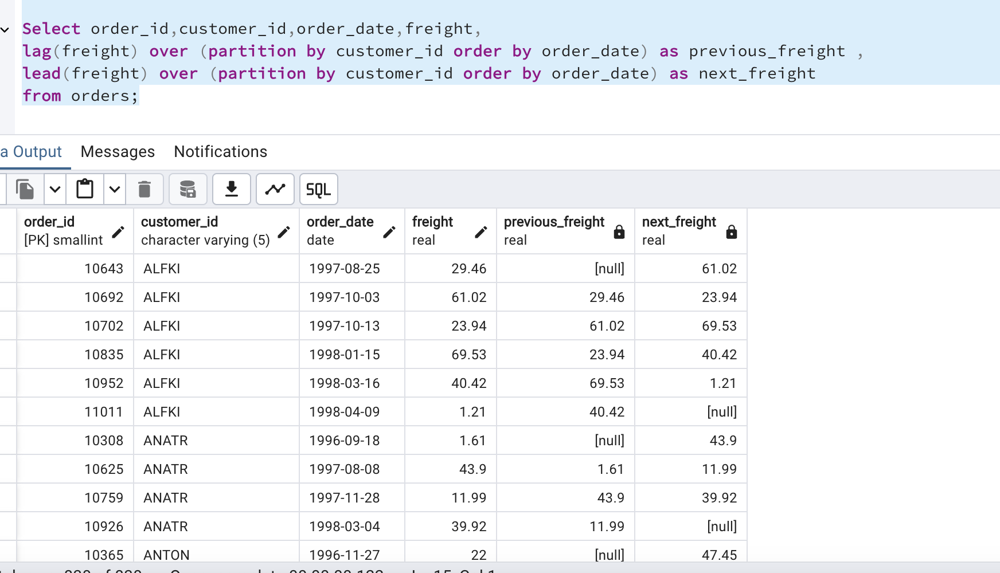 Select order_id,customer_id,order_date,freight,
lag(freight) over (partition by customer_id order by order_date) as previous_freight ,
lead(freight) over (partition by customer_id order by order_date) as next_freight
from orders;
a Output Messages Notifications
SQL
order_id customer_id order_date freight previous_freight next_freight
[PK] smallint character varying (5) date real real real
10643 ALFKI 1997-08-25 29.46 [null] 61.02
10692 ALFKI 1997-10-03 61.02 29.46 23.94
10702 ALFKI 1997-10-13 23.94 61.02 69.53
10835 ALFKI 1998-01-15 69.53 23.94 40.42
10952 ALFKI 1998-03-16 40.42 69.53 1.21
11011 ALFKI 1998-04-09 1.21 40.42 [null]
10308 ANATR 1996-09-18 1.61 [null] 43.9
10625 ANATR 1997-08-08 43.9 1.61 11.99
10759 ANATR 1997-11-28 11.99 43.9 39.92
10926 ANATR 1998-03-04 39.92 11.99 [null]
10365 ANTON 1996-11-27 22 [null] 47.45